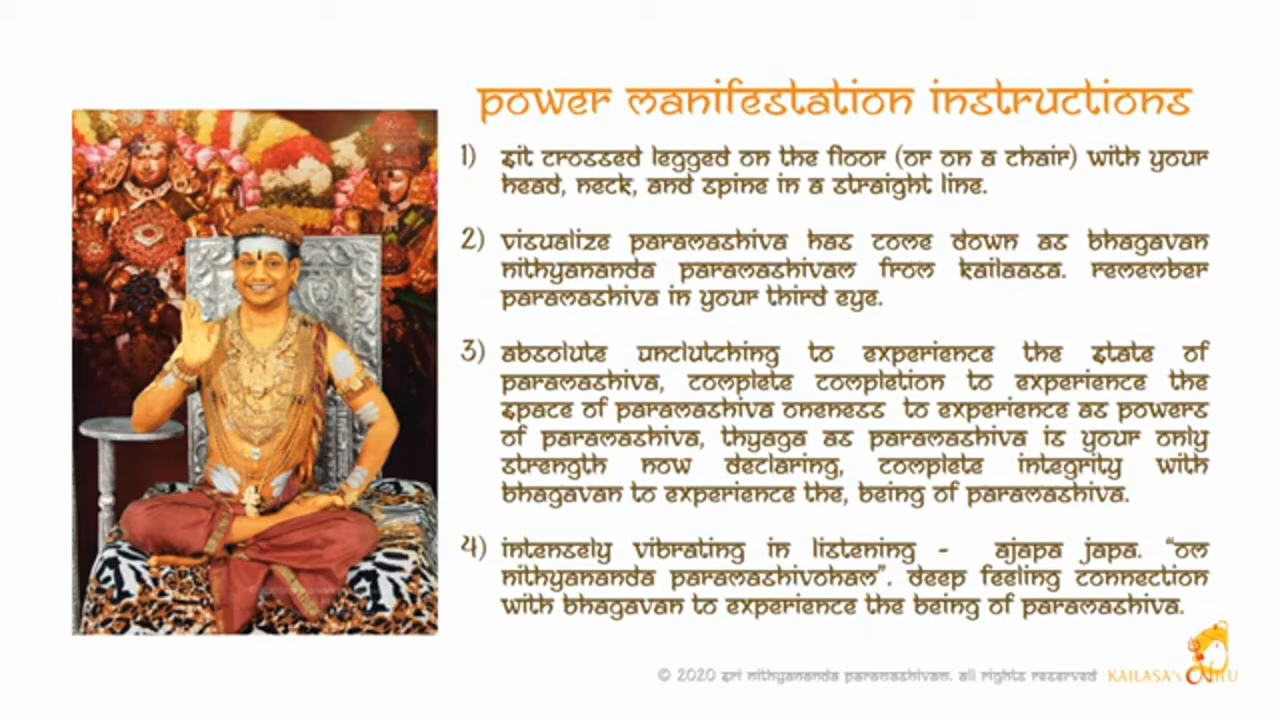 power manifestation instructions
1) sit crossed legged on the floor (or on a chair) with your
head, neck, and spine in a straight line.
2) visualize paramashiva has come down as bhagavan
nithyananda paramashivam from kailaasa. remember
paramashiva in your third eye.
3) absolute unclutching to experience the state of
paramashiva, complete completion to experience the
space of paramashiva oneness to experience as powers
of paramashiva, thyaga as paramashiva is your only
strength now declaring, complete integrity with
bhagavan to experience the, being of paramashiva.
4) intensely vibrating in listening - ajapa japa. “om
nithyananda paramashivoham”. deep feeling connection
with bhagavan to experience the being of paramashiva.
© 2020 sri nithyananda paramashivam. all rights reserved KAILASA's